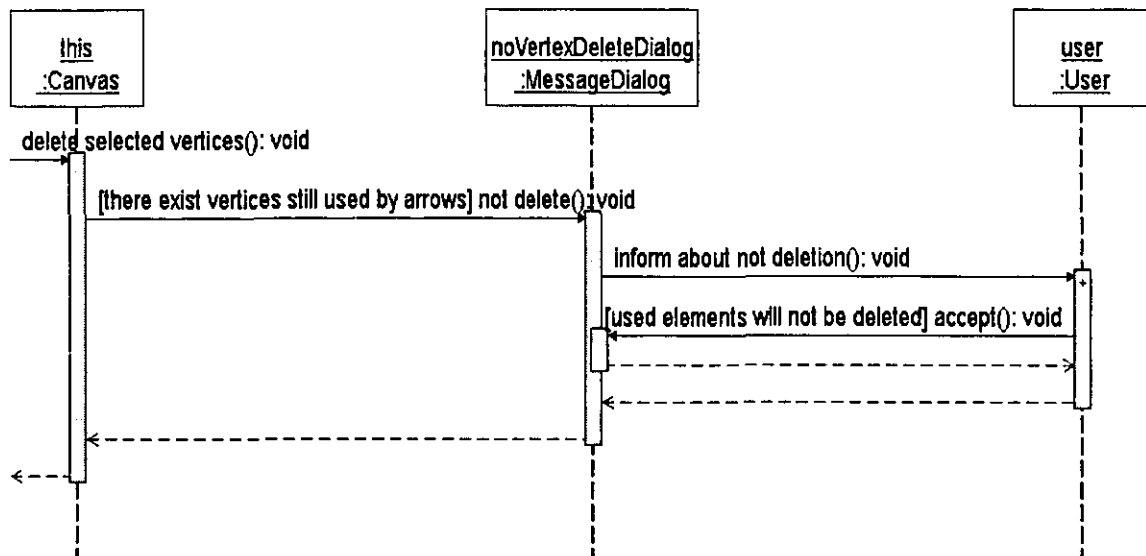 this
:Canvas
noVertexDeleteDialog
:MessageDialog
user
:User
delete selected vertices(): void
[there exist vertices still used by arrows] not delete(): void
inform about not deletion(): void
[used elements will not be deleted] accept(): void